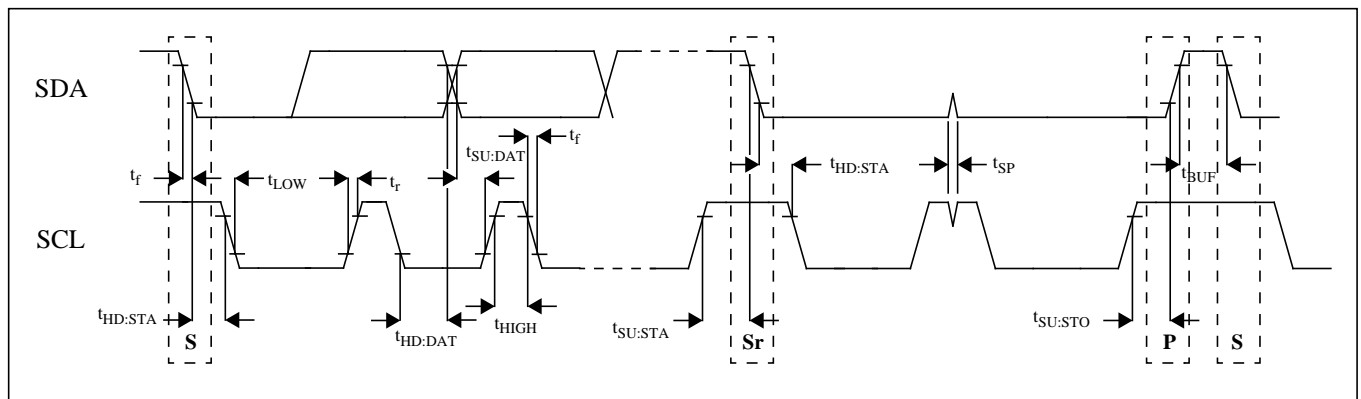 SDA
t_f
t_SU:DAT
t_f
t_LOW
t_r
t_HD:STA
t_SP
t_BUF
SCL
t_HD:STA
t_HD:DAT
t_HIGH
t_SU:STA
t_SU:STO
S
Sr
P
S